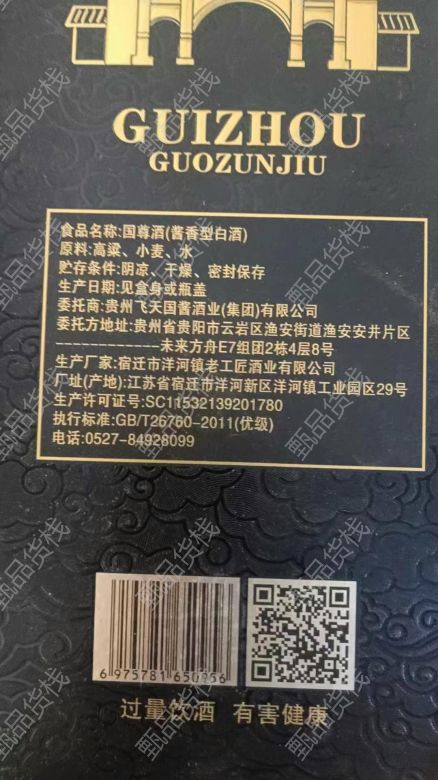 GUIZHOU
GUOZUNJIU
食品名称:国尊酒(酱香型白酒)
原料:高粱、小麦、水
贮存条件:阴凉、干燥、密封保存
生产日期:见盒身或瓶盖
委托商:贵州飞天国酱酒业(集团)有限公司
委托方地址:贵州省贵阳市云岩区渔安街道渔安安井片区
------------未来方舟E7组团2栋4层8号
生产厂家:宿迁市洋河镇老工匠酒业有限公司
厂址(产地):江苏省宿迁市洋河新区洋河镇工业园区29号
生产许可证号:SC11532139201780
执行标准:GB/T26760-2011(优级)
电话:0527-84928099
6 975781 650956
过量饮酒 有害健康
甄品货栈